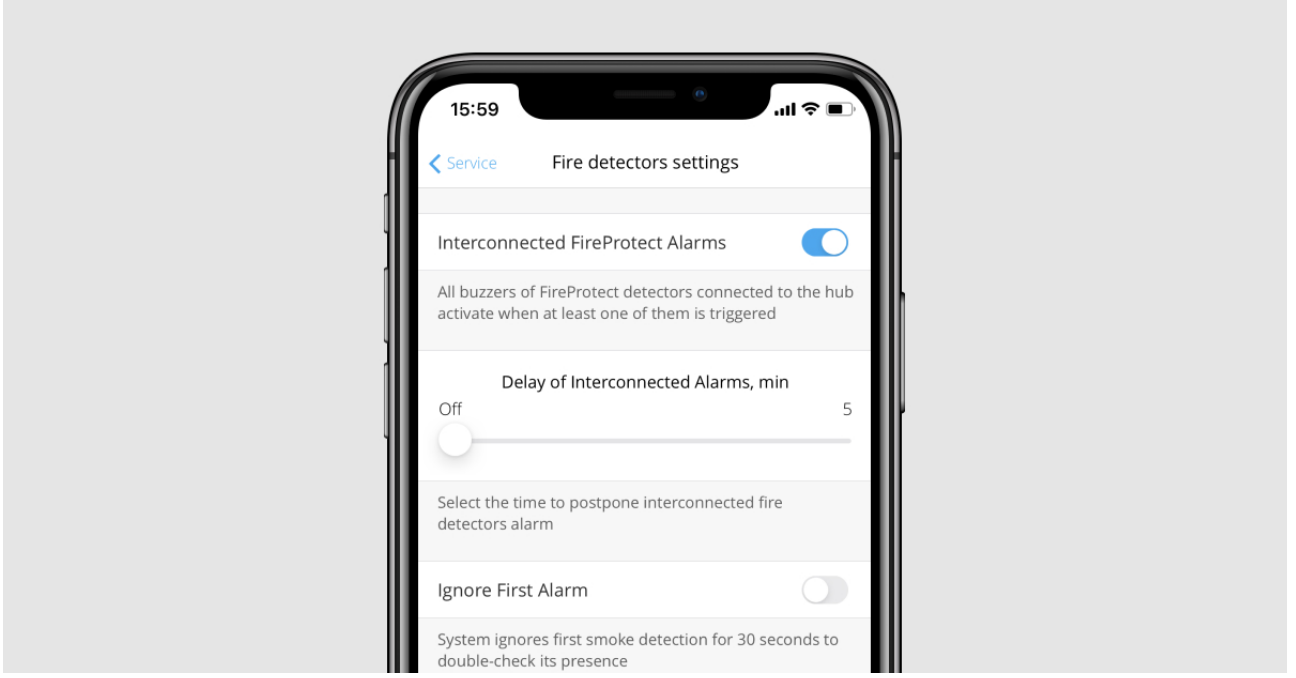 15:59
Service
Fire detectors settings
Interconnected FireProtect Alarms
All buzzers of FireProtect detectors connected to the hub
activate when at least one of them is triggered
Delay of Interconnected Alarms, min
Off 5
Select the time to postpone interconnected fire
detectors alarm
Ignore First Alarm
System ignores first smoke detection for 30 seconds to
double-check its presence